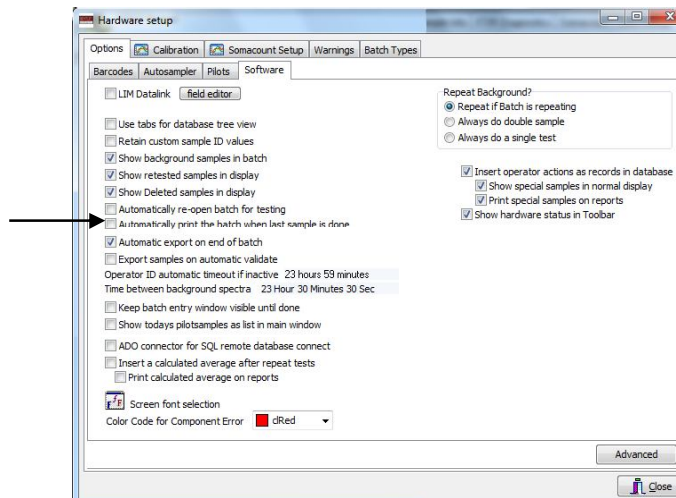 Hardware setup
Options Calibration Somacount Setup Warnings Batch Types
Barcodes Autosampler Pilots Software
LIM Datalink field editor
Use tabs for database tree view
Retain custom sample ID values
Show background samples in batch
Show retested samples in display
Show Deleted samples in display
Automatically re-open batch for testing
Automatically print the batch when last sample is done
Automatic export on end of batch
Export samples on automatic validate
Operator ID automatic timeout if inactive 23 hours 59 minutes
Time between background spectra 23 Hour 30 Minutes 30 Sec
Keep batch entry window visible until done
Show todays pilotsamples as list in main window
ADO connector for SQL remote database connect
Insert a calculated average after repeat tests
Print calculated average on reports
Screen font selection
Color Code for Component Error clRed
Repeat Background?
Repeat if Batch is repeating
Always do double sample
Always do a single test
Insert operator actions as records in database
Show special samples in normal display
Print special samples on reports
Show hardware status in Toolbar
Advanced
Close